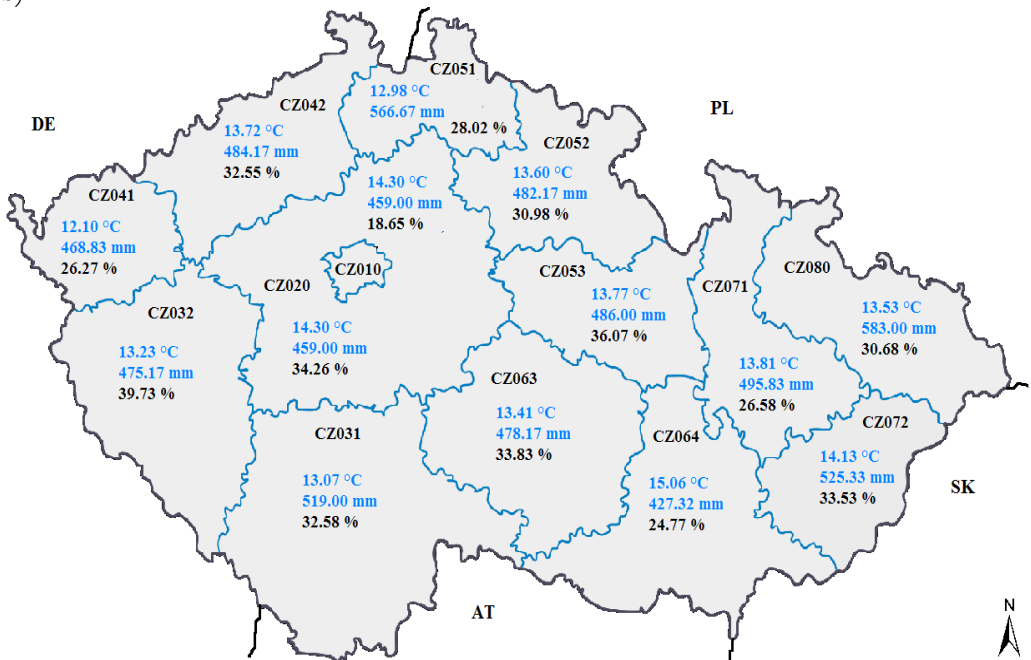 CZ051
12.98 °C
566.67 mm
28.02 %
CZ042
13.72 °C
484.17 mm
32.55 %
PL
DE
CZ052
13.60 °C
482.17 mm
30.98 %
14.30 °C
459.00 mm
18.65 %
CZ041
12.10 °C
468.83 mm
26.27 %
CZ010
CZ020
14.30 °C
459.00 mm
34.26 %
CZ053
13.77 °C
486.00 mm
36.07 %
CZ071
13.81 °C
495.83 mm
26.58 %
CZ080
13.53 °C
583.00 mm
30.68 %
CZ032
13.23 °C
475.17 mm
39.73 %
CZ063
13.41 °C
478.17 mm
33.83 %
CZ031
13.07 °C
519.00 mm
32.58 %
CZ064
15.06 °C
427.32 mm
24.77 %
CZ072
14.13 °C
525.33 mm
33.53 %
SK
AT
N